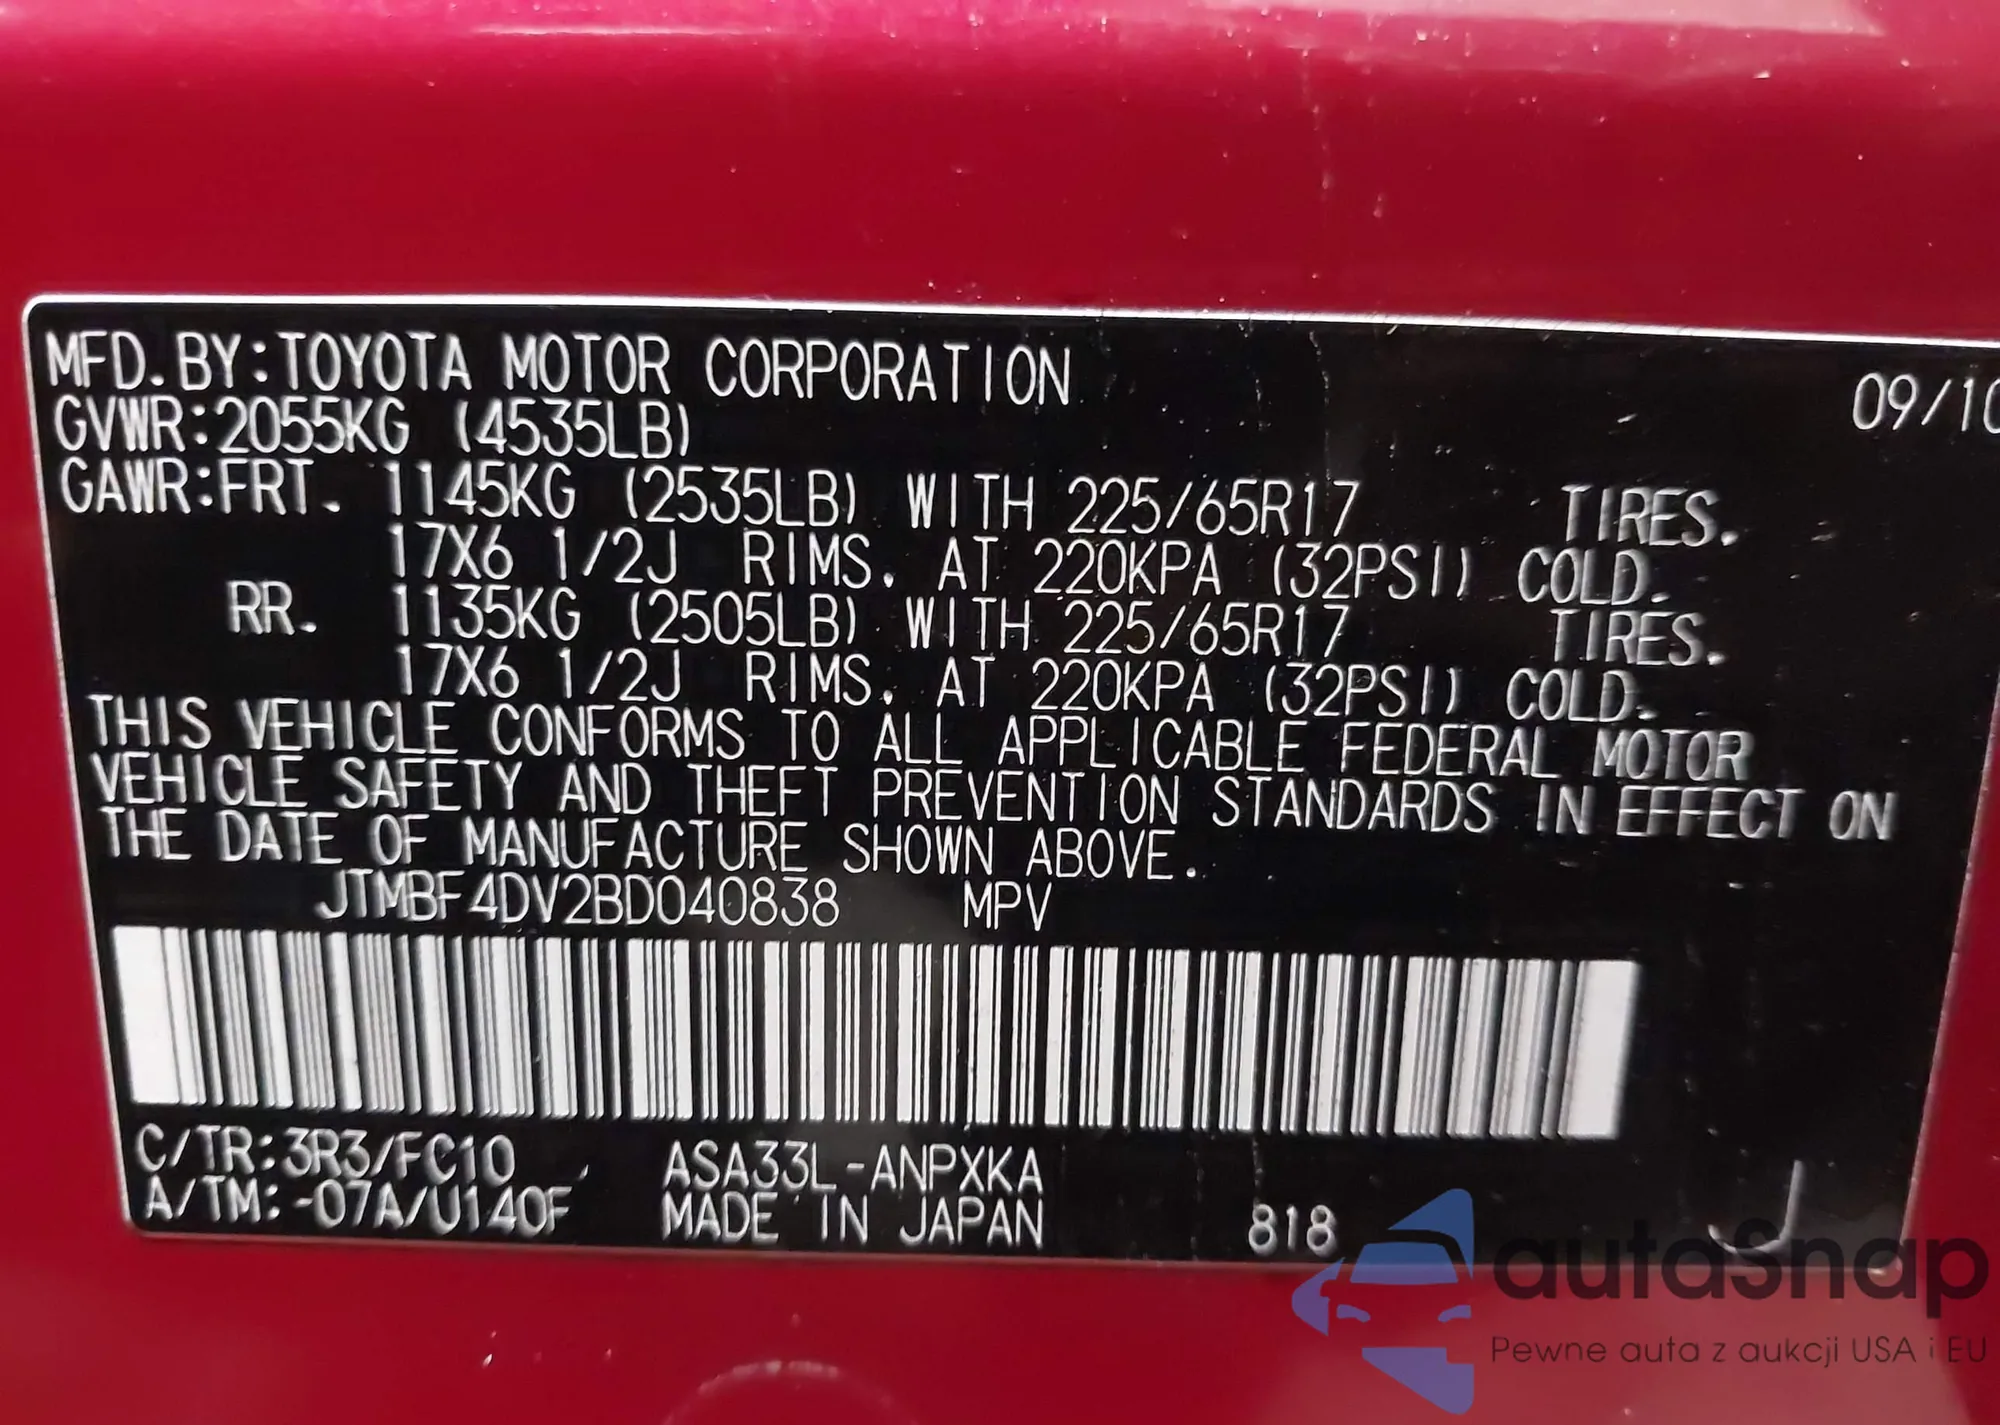 MFD.BY:TOYOTA MOTOR CORPORATION 09/10
GVWR:2055KG (4535LB)
GAWR:FRT. 1145KG (2535LB) WITH 225/65R17 TIRES.
17X6 1/2J RIMS. AT 220KPA (32PSI) COLD.
RR. 1135KG (2505LB) WITH 225/65R17 TIRES.
17X6 1/2J RIMS. AT 220KPA (32PSI) COLD.
THIS VEHICLE CONFORMS TO ALL APPLICABLE FEDERAL MOTOR
VEHICLE SAFETY AND THEFT PREVENTION STANDARDS IN EFFECT ON
THE DATE OF MANUFACTURE SHOWN ABOVE.
JTMBF4DV2BD040838 MPV
C/TR:3R3/FC10 ASA33L-ANPXKA
A/TM:-07A/U140F MADE IN JAPAN 818 J
autoSnap
Pewne auta z aukcji USA i EU